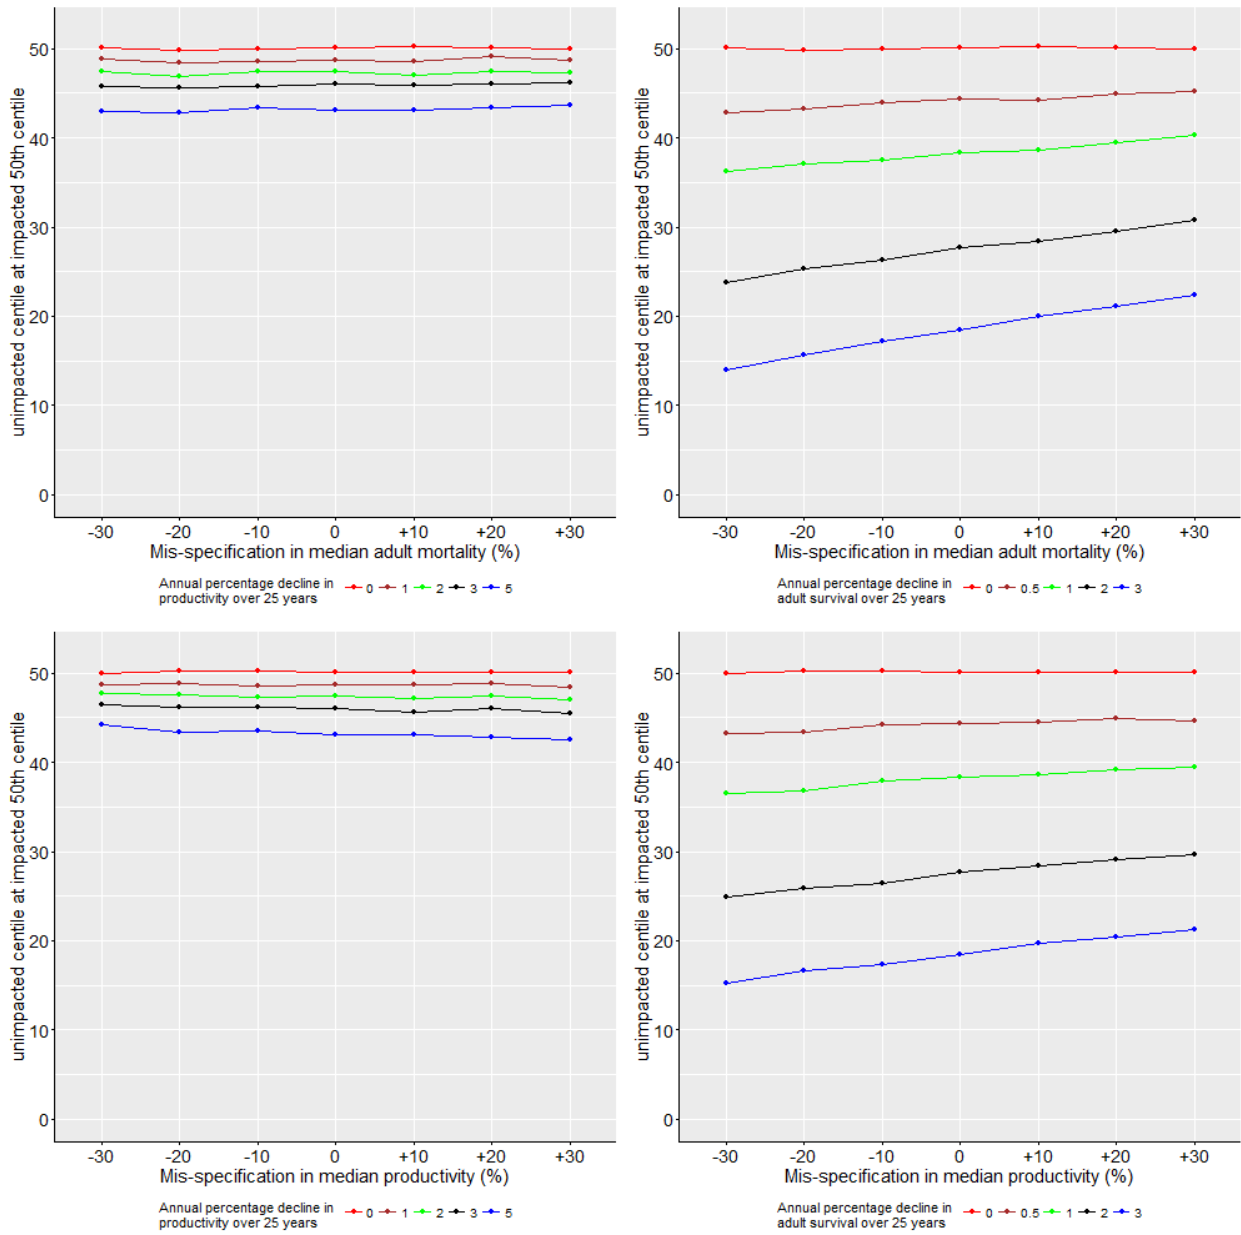 unimpacted centile at impacted 50th centile
50
40
30
20
10
0
-30 -20 -10 0 +10 +20 +30
Mis-specification in median adult mortality (%)
Annual percentage decline in
productivity over 25 years
0 1 2 3 5
unimpacted centile at impacted 50th centile
50
40
30
20
10
0
-30 -20 -10 0 +10 +20 +30
Mis-specification in median adult mortality (%)
Annual percentage decline in
adult survival over 25 years
0 0.5 1 2 3
unimpacted centile at impacted 50th centile
50
40
30
20
10
0
-30 -20 -10 0 +10 +20 +30
Mis-specification in median productivity (%)
Annual percentage decline in
productivity over 25 years
0 1 2 3 5
unimpacted centile at impacted 50th centile
50
40
30
20
10
0
-30 -20 -10 0 +10 +20 +30
Mis-specification in median productivity (%)
Annual percentage decline in
adult survival over 25 years
0 0.5 1 2 3